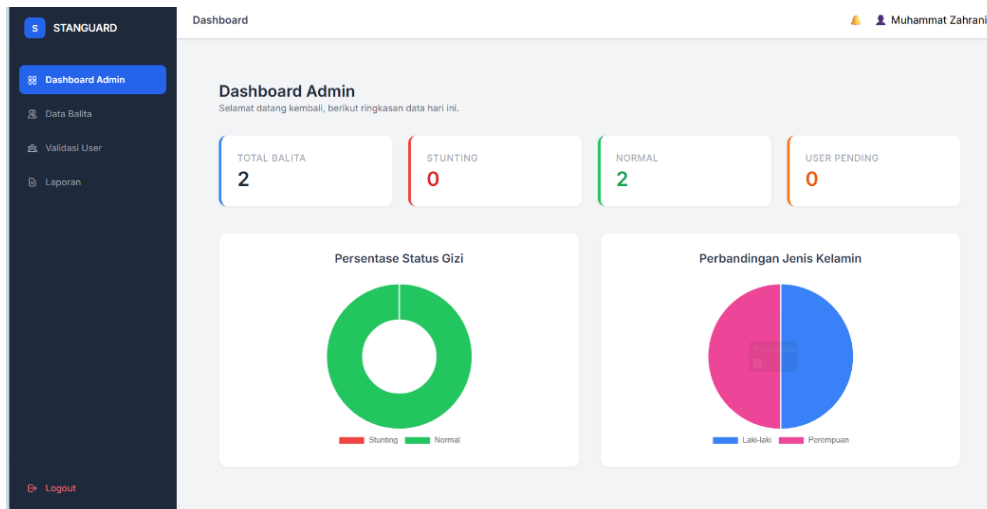 S STANGUARD
Dashboard
Muhammat Zahrani
Dashboard Admin
Data Balita
Validasi User
Laporan
Logout
Dashboard Admin
Selamat datang kembali, berikut ringkasan data hari ini.
TOTAL BALITA
2
STUNTING
0
NORMAL
2
USER PENDING
0
Persentase Status Gizi
Stunting Normal
Perbandingan Jenis Kelamin
Laki-laki Perempuan